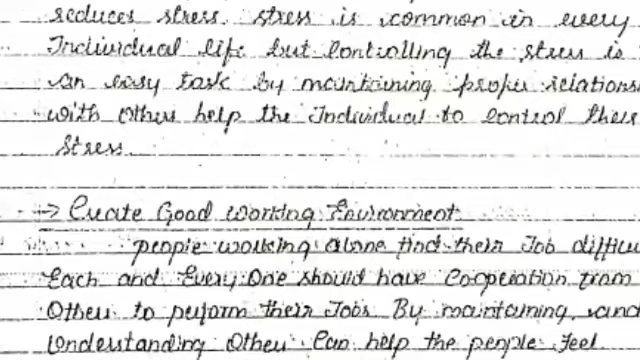 reduces stress. stress is common in every
Individual life but Controlling the stress is
an easy task by maintaining proper relations
with Others help the Individual to control their
Stress
→ Create Good working Environment
people working alone find their Job difficu
Each and Every One should have Cooperation from
Others to perform their Jobs By maintaining and
Understanding Others Can help the people feel